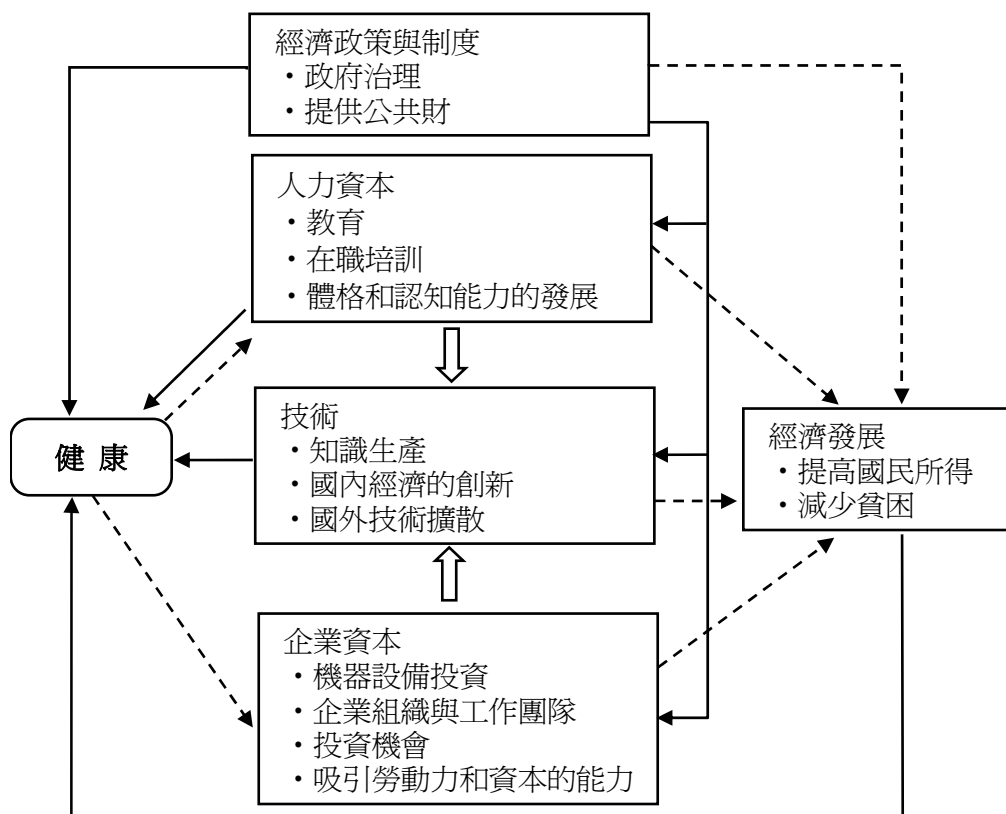 經濟政策與制度
・政府治理
・提供公共財
人力資本
・教育
・在職培訓
・體格和認知能力的發展
健 康
技術
・知識生產
・國內經濟的創新
・國外技術擴散
經濟發展
・提高國民所得
・減少貧困
企業資本
・機器設備投資
・企業組織與工作團隊
・投資機會
・吸引勞動力和資本的能力